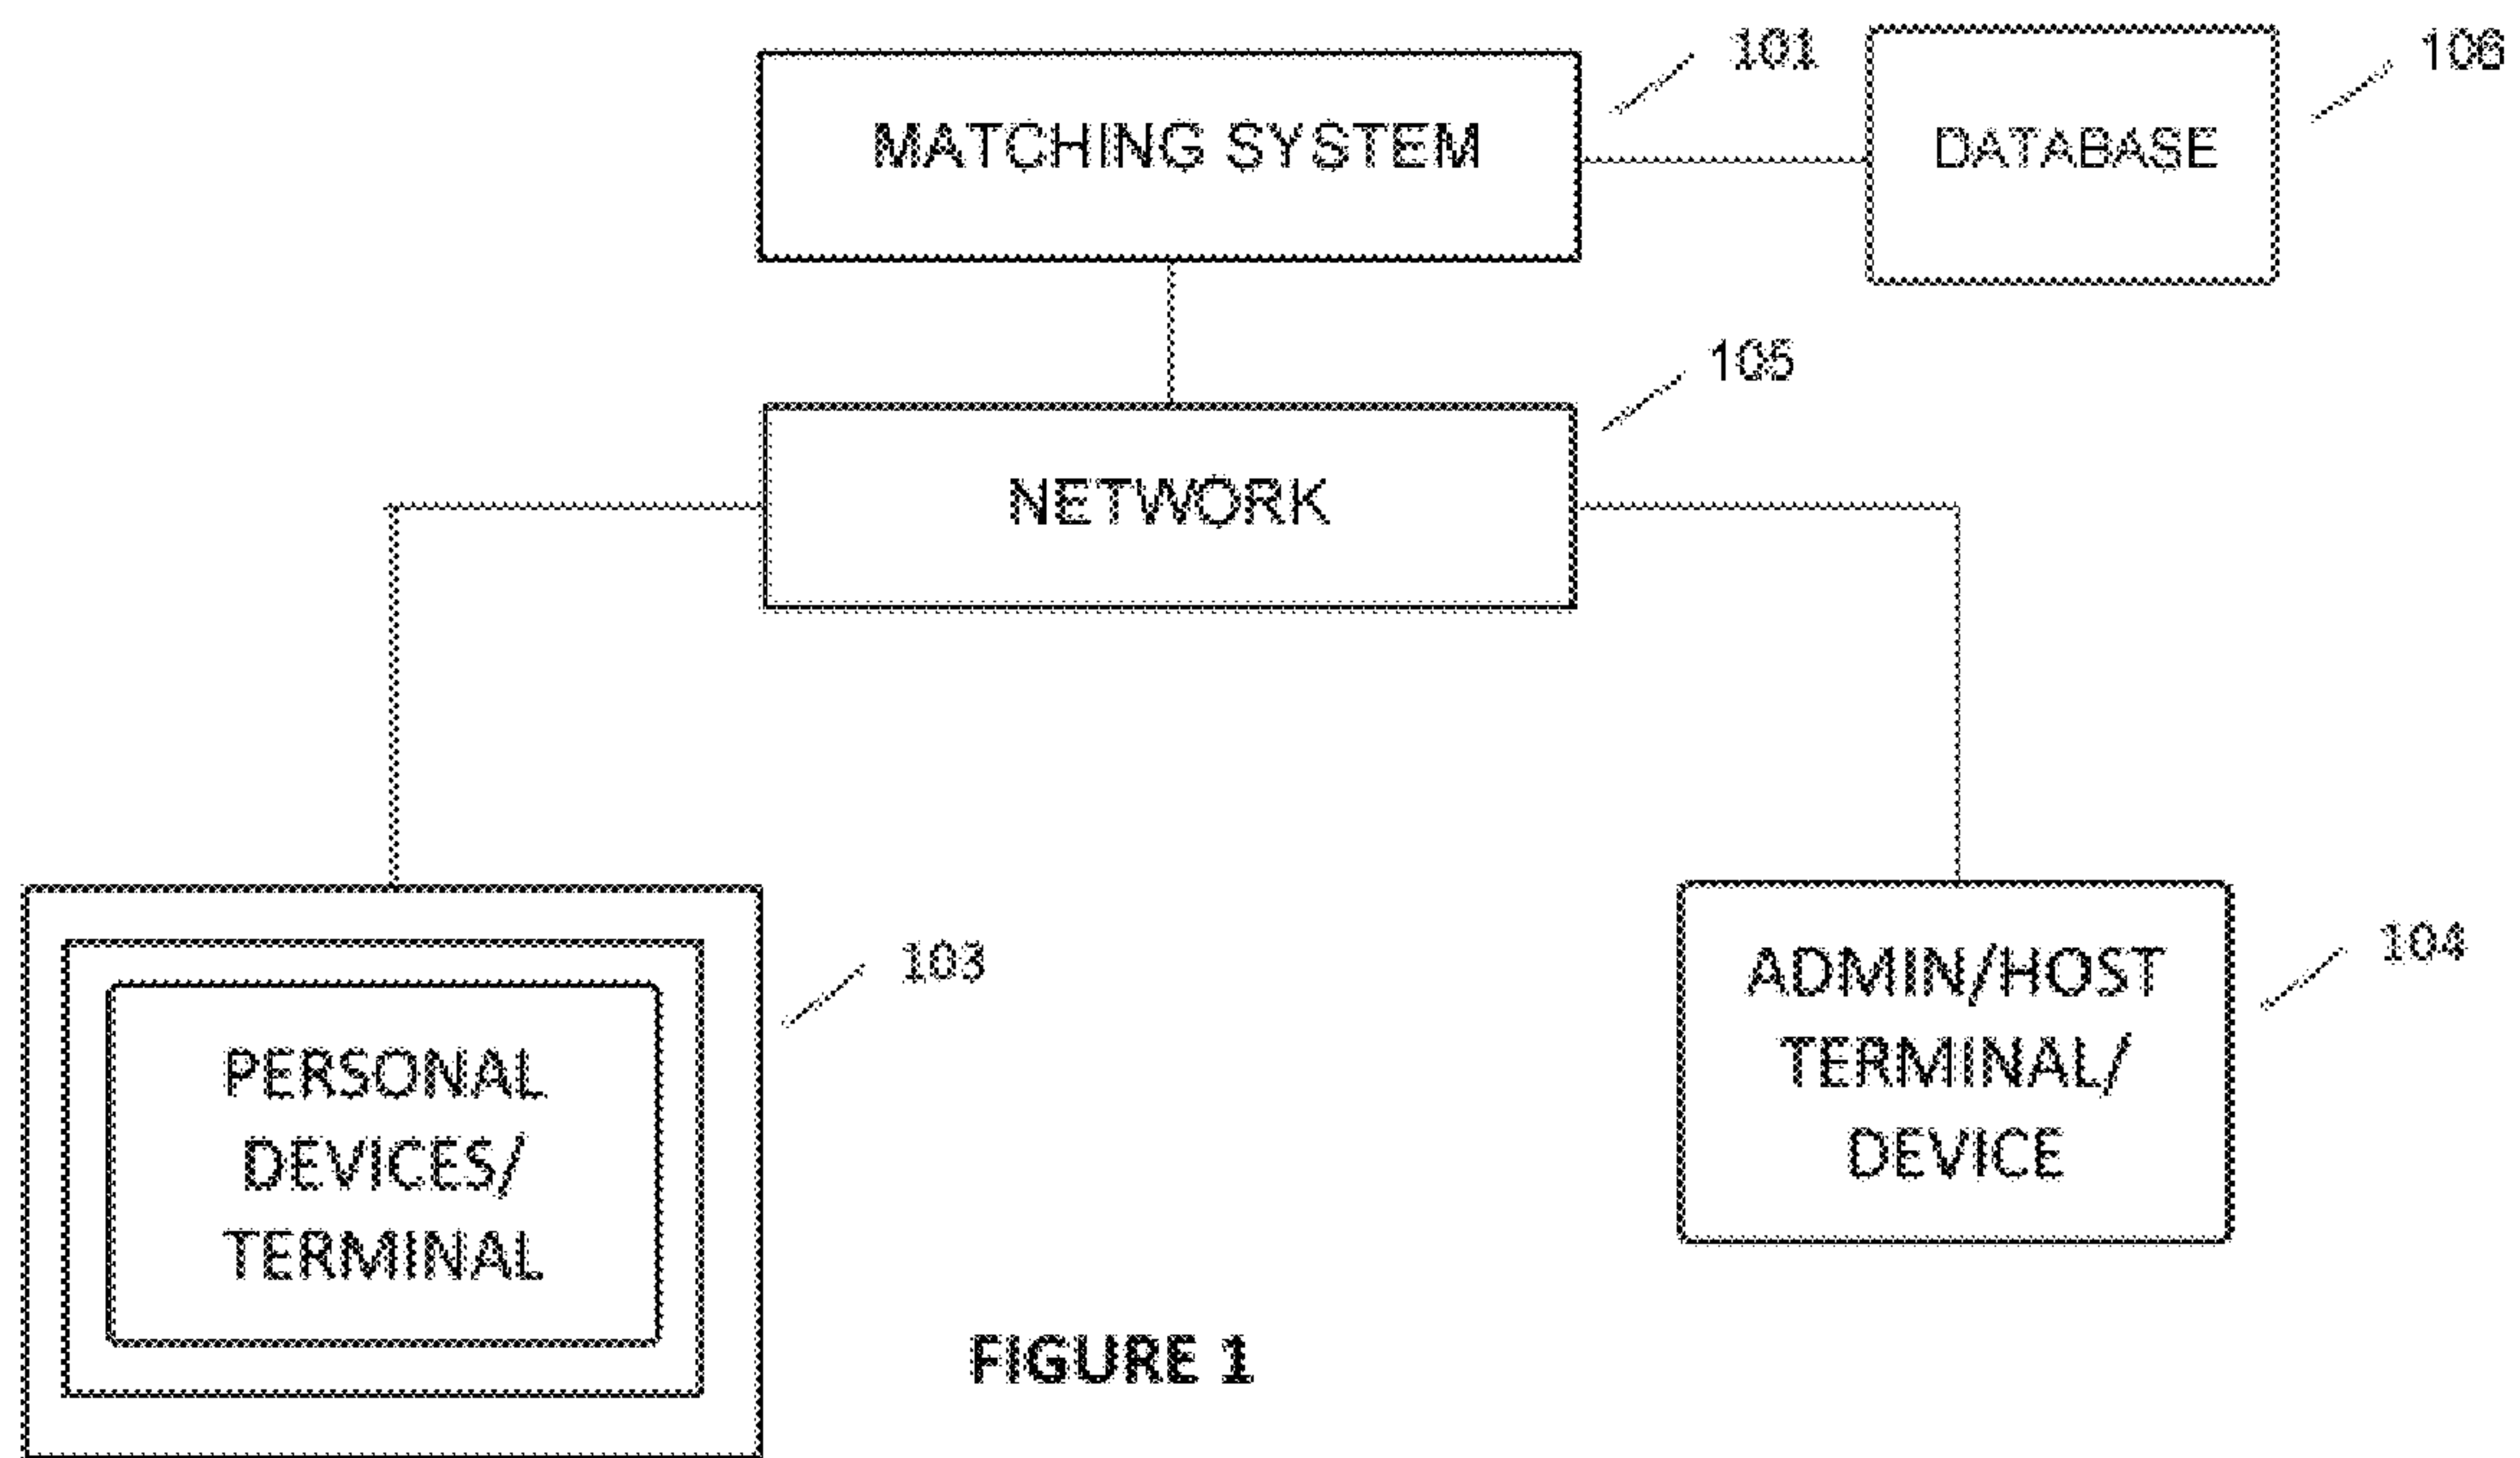 101
106
MATCHING SYSTEM
DATABASE
105
NETWORK
103
104
ADMIN/HOST
TERMINAL/
DEVICE
PERSONAL
DEVICES/
TERMINAL
FIGURE 1